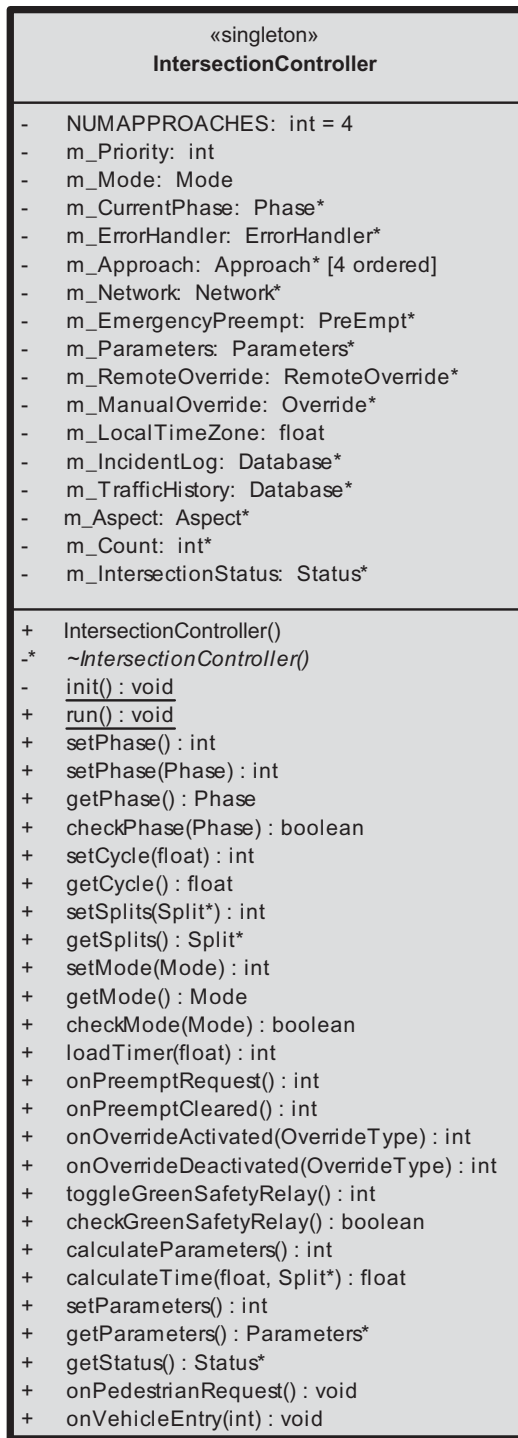 «singleton»
IntersectionController
- NUMAPPROACHES: int = 4
- m_Priority: int
- m_Mode: Mode
- m_CurrentPhase: Phase*
- m_ErrorHandler: ErrorHandler*
- m_Approach: Approach* [4 ordered]
- m_Network: Network*
- m_EmergencyPreempt: PreEmpt*
- m_Parameters: Parameters*
- m_RemoteOverride: RemoteOverride*
- m_ManualOverride: Override*
- m_LocalTimeZone: float
- m_IncidentLog: Database*
- m_TrafficHistory: Database*
- m_Aspect: Aspect*
- m_Count: int*
- m_IntersectionStatus: Status*
+ IntersectionController()
-* ~IntersectionController()
- init() : void
+ run() : void
+ setPhase() : int
+ setPhase(Phase) : int
+ getPhase() : Phase
+ checkPhase(Phase) : boolean
+ setCycle(float) : int
+ getCycle() : float
+ setSplits(Split*) : int
+ getSplits() : Split*
+ setMode(Mode) : int
+ getMode() : Mode
+ checkMode(Mode) : boolean
+ loadTimer(float) : int
+ onPreemptRequest() : int
+ onPreemptCleared() : int
+ onOverrideActivated(OverrideType) : int
+ onOverrideDeactivated(OverrideType) : int
+ toggleGreenSafetyRelay() : int
+ checkGreenSafetyRelay() : boolean
+ calculateParameters() : int
+ calculateTime(float, Split*) : float
+ setParameters() : int
+ getParameters() : Parameters*
+ getStatus() : Status*
+ onPedestrianRequest() : void
+ onVehicleEntry(int) : void